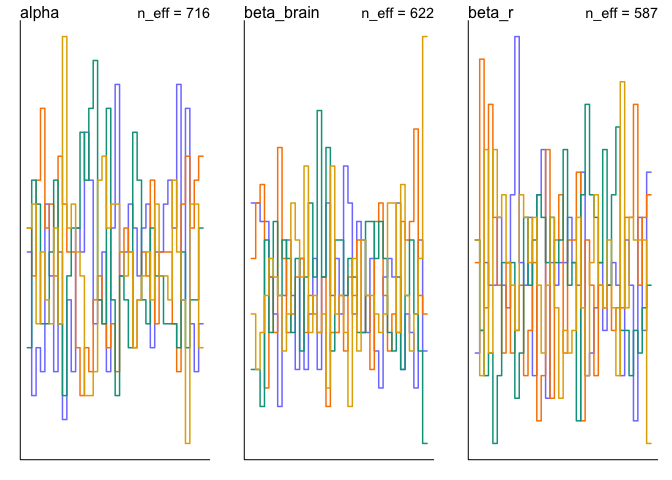 alpha n_eff = 716
beta_brain n_eff = 622
beta_r n_eff = 587